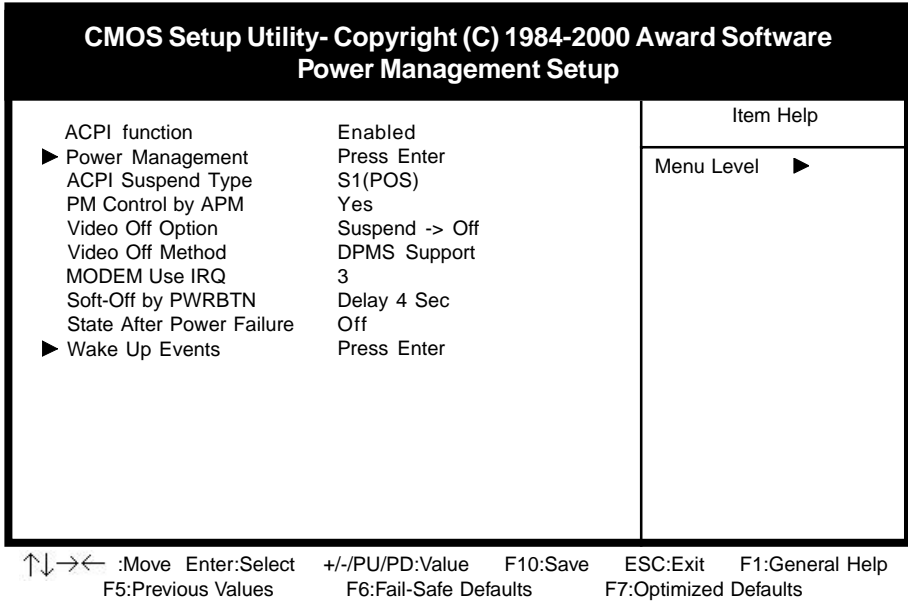 CMOS Setup Utility- Copyright (C) 1984-2000 Award Software
Power Management Setup
ACPI function Enabled
▶ Power Management Press Enter
ACPI Suspend Type S1(POS)
PM Control by APM Yes
Video Off Option Suspend -> Off
Video Off Method DPMS Support
MODEM Use IRQ 3
Soft-Off by PWRBTN Delay 4 Sec
State After Power Failure Off
▶ Wake Up Events Press Enter
Item Help
Menu Level ▶
↑↓→← :Move Enter:Select +/-/PU/PD:Value F10:Save ESC:Exit F1:General Help
F5:Previous Values F6:Fail-Safe Defaults F7:Optimized Defaults